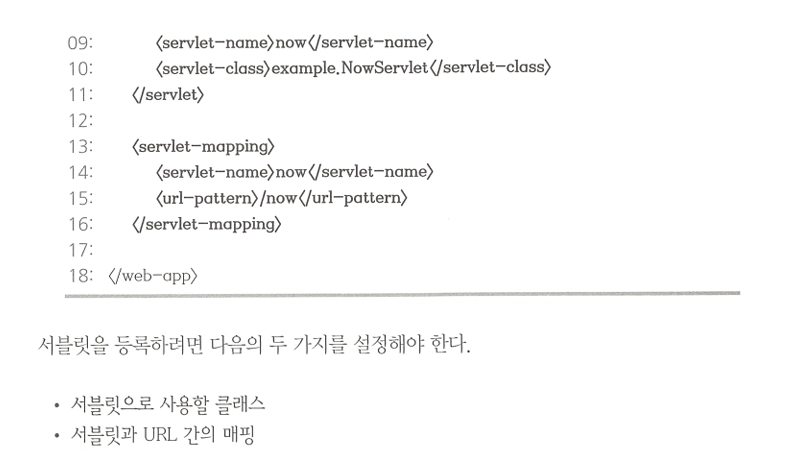 09: <servlet-name>now</servlet-name>
10: <servlet-class>example.NowServlet</servlet-class>
11: </servlet>
12:
13: <servlet-mapping>
14: <servlet-name>now</servlet-name>
15: <url-pattern>/now</url-pattern>
16: </servlet-mapping>
17:
18: </web-app>
서블릿을 등록하려면 다음의 두 가지를 설정해야 한다.
• 서블릿으로 사용할 클래스
• 서블릿과 URL 간의 매핑